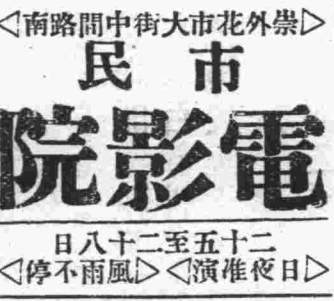 ◁崇外花市大街中間路南▷
市民
電影院
二十五至二十八日
▷日夜准演◁ ▷風雨不停◁